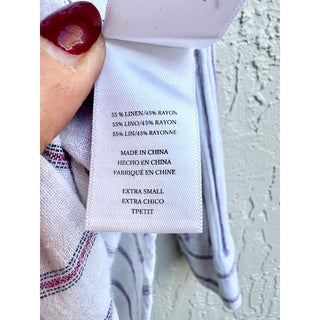 55 % LINEN/45% RAYON
55% LINO/45% RAYON
55% LIN/45% RAYONNE
MADE IN CHINA
HECHO EN CHINA
FABRIQUÉ EN CHINE
EXTRA SMALL
EXTRA CHICO
TPETIT